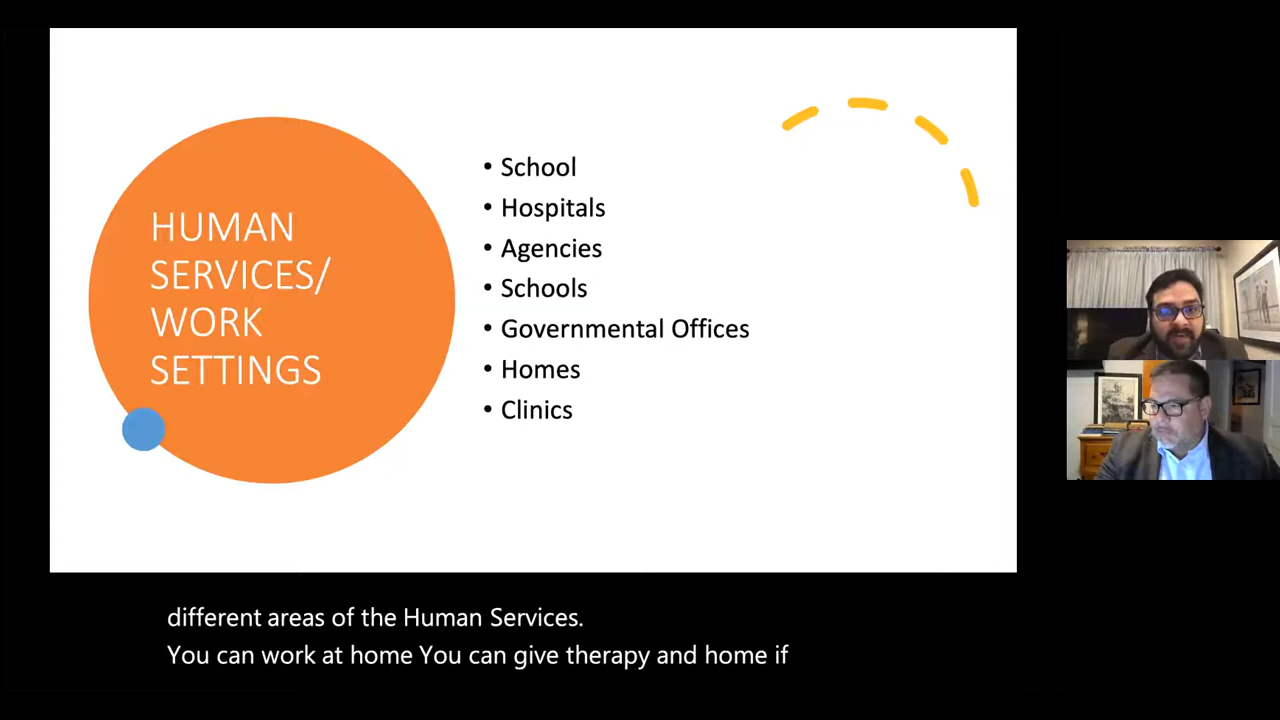 HUMAN
SERVICES/
WORK
SETTINGS
• School
• Hospitals
• Agencies
• Schools
• Governmental Offices
• Homes
• Clinics
different areas of the Human Services.
You can work at home You can give therapy and home if